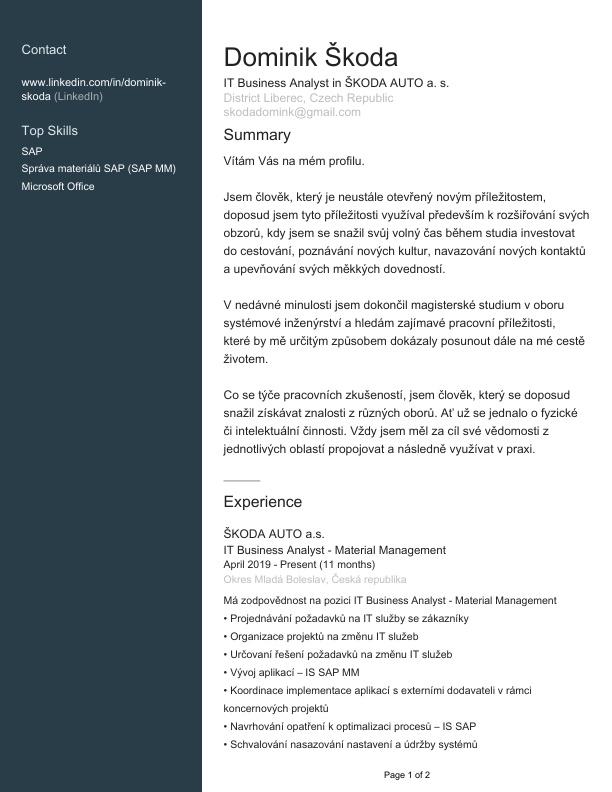 Contact
www.linkedin.com/in/dominik-
skoda (LinkedIn)
Top Skills
SAP
Správa materiálů SAP (SAP MM)
Microsoft Office
Dominik Škoda
IT Business Analyst in ŠKODA AUTO a. s.
District Liberec, Czech Republic
skodadomink@gmail.com
Summary
Vítám Vás na mém profilu.
Jsem člověk, který je neustále otevřený novým příležitostem,
doposud jsem tyto příležitosti využíval především k rozšiřování svých
obzorů, kdy jsem se snažil svůj volný čas během studia investovat
do cestování, poznávání nových kultur, navazování nových kontaktů
a upevňování svých měkkých dovedností.
V nedávné minulosti jsem dokončil magisterské studium v oboru
systémové inženýrství a hledám zajímavé pracovní příležitosti,
které by mě určitým způsobem dokázaly posunout dále na mé cestě
životem.
Co se týče pracovních zkušeností, jsem člověk, který se doposud
snažil získávat znalosti z různých oborů. Ať už se jednalo o fyzické
či intelektuální činnosti. Vždy jsem měl za cíl své vědomosti z
jednotlivých oblastí propojovat a následně využívat v praxi.
Experience
ŠKODA AUTO a.s.
IT Business Analyst - Material Management
April 2019 - Present (11 months)
Okres Mladá Boleslav, Česká republika
Má zodpovědnost na pozici IT Business Analyst - Material Management
• Projednávání požadavků na IT služby se zákazníky
• Organizace projektů na změnu IT služeb
• Určovaní řešení požadavků na změnu IT služeb
• Vývoj aplikací – IS SAP MM
• Koordinace implementace aplikací s externími dodavateli v rámci
koncernových projektů
• Navrhování opatření k optimalizaci procesů – IS SAP
• Schvalování nasazování nastavení a údržby systémů
Page 1 of 2